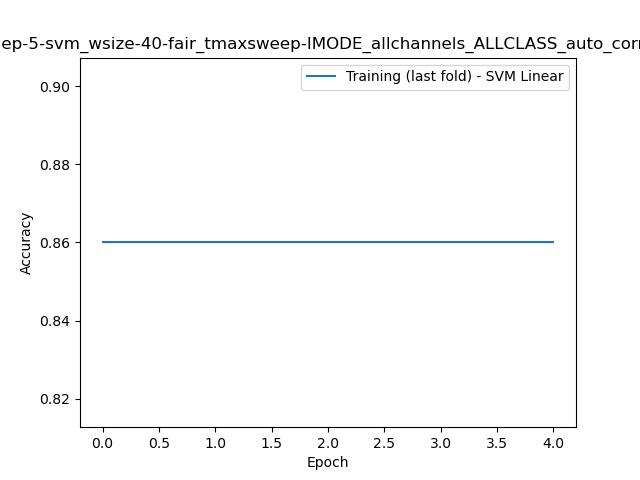 ep-5-svm_wsize-40-fair_tmaxsweep-IMODE_allchannels_ALLCLASS_auto_corr
Training (last fold) - SVM Linear
0.90
0.88
0.86
0.84
0.82
Accuracy
0.0 0.5 1.0 1.5 2.0 2.5 3.0 3.5 4.0
Epoch